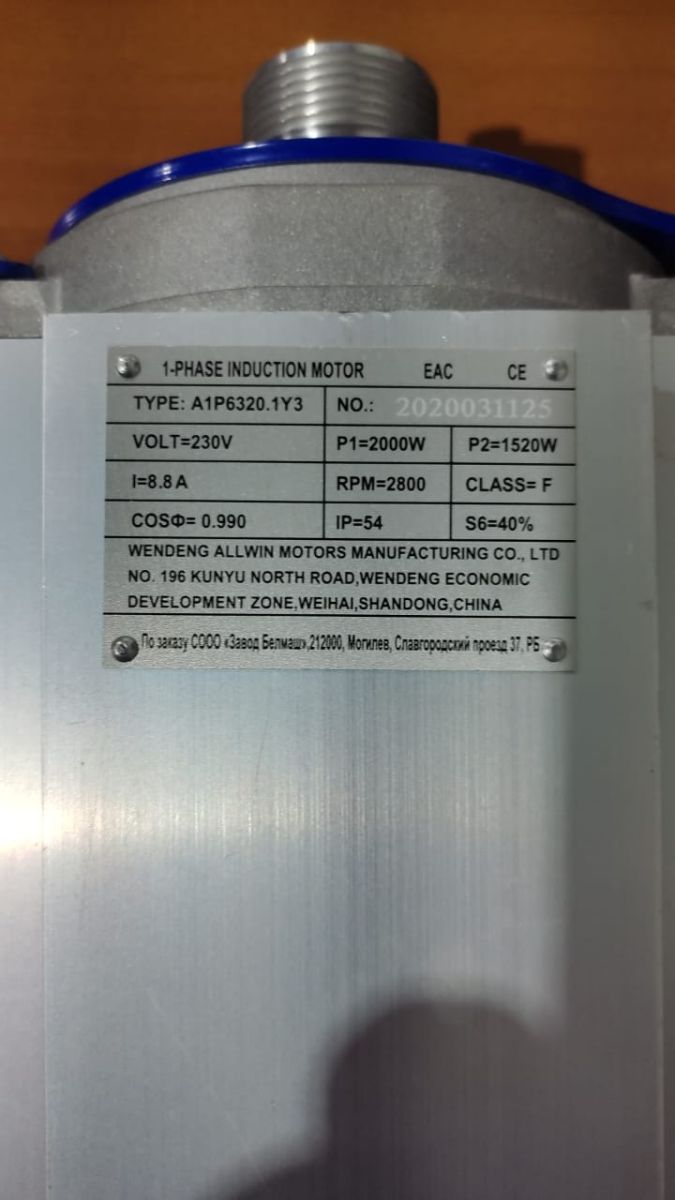 1-PHASE INDUCTION MOTOR EAC CE
TYPE: A1P6320.1Y3 NO.: 2020031125
VOLT=230V P1=2000W P2=1520W
I=8.8A RPM=2800 CLASS= F
COSΦ= 0.990 IP=54 S6=40%
WENDENG ALLWIN MOTORS MANUFACTURING CO., LTD
NO. 196 KUNYU NORTH ROAD,WENDENG ECONOMIC
DEVELOPMENT ZONE,WEIHAI,SHANDONG,CHINA
По заказу СООО «Завод Белмаш»,212000, Могилев, Славгородский проезд 37, РБ